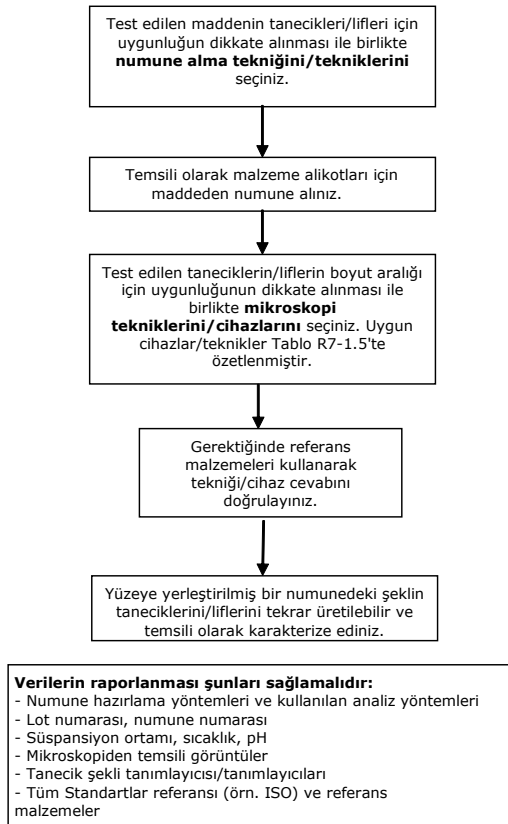 Test edilen maddenin tanecikleri/lifleri için
uygunluğun dikkate alınması ile birlikte
numune alma tekniğini/tekniklerini
seçiniz.
Temsili olarak malzeme alikotları için
maddeden numune alınız.
Test edilen taneciklerin/liflerin boyut aralığı
için uygunluğunun dikkate alınması ile
birlikte mikroskopi
tekniklerini/cihazlarını seçiniz. Uygun
cihazlar/teknikler Tablo R7-1.5'te
özetlenmiştir.
Gerektiğinde referans
malzemeleri kullanarak
tekniği/cihaz cevabını
doğrulayınız.
Yüzeye yerleştirilmiş bir numunedeki şeklin
taneciklerini/liflerini tekrar üretilebilir ve
temsili olarak karakterize ediniz.
Verilerin raporlanması şunları sağlamalıdır:
- Numune hazırlama yöntemleri ve kullanılan analiz yöntemleri
- Lot numarası, numune numarası
- Süspansiyon ortamı, sıcaklık, pH
- Mikroskopiden temsili görüntüler
- Tanecik şekli tanımlayıcısı/tanımlayıcıları
- Tüm Standartlar referansı (örn. ISO) ve referans
malzemeler